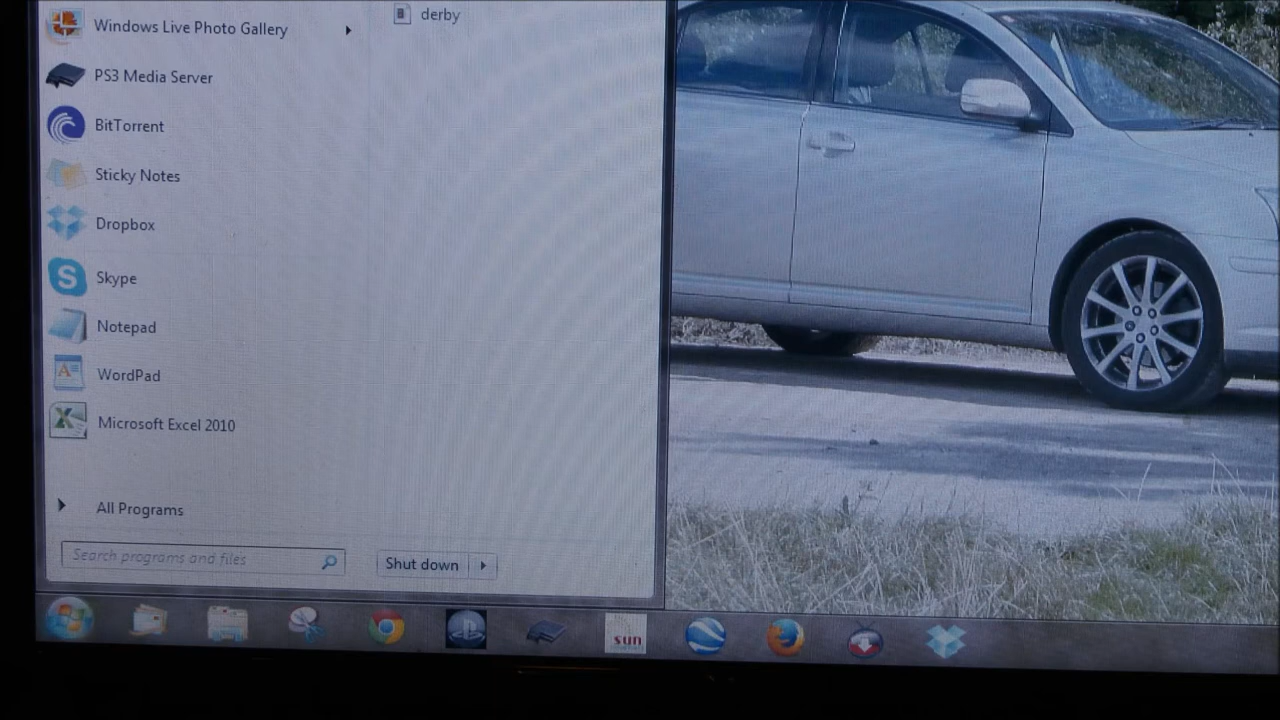 Windows Live Photo Gallery
derby
PS3 Media Server
BitTorrent
Sticky Notes
Dropbox
Skype
Notepad
WordPad
Microsoft Excel 2010
All Programs
Search programs and files
Shut down
sun